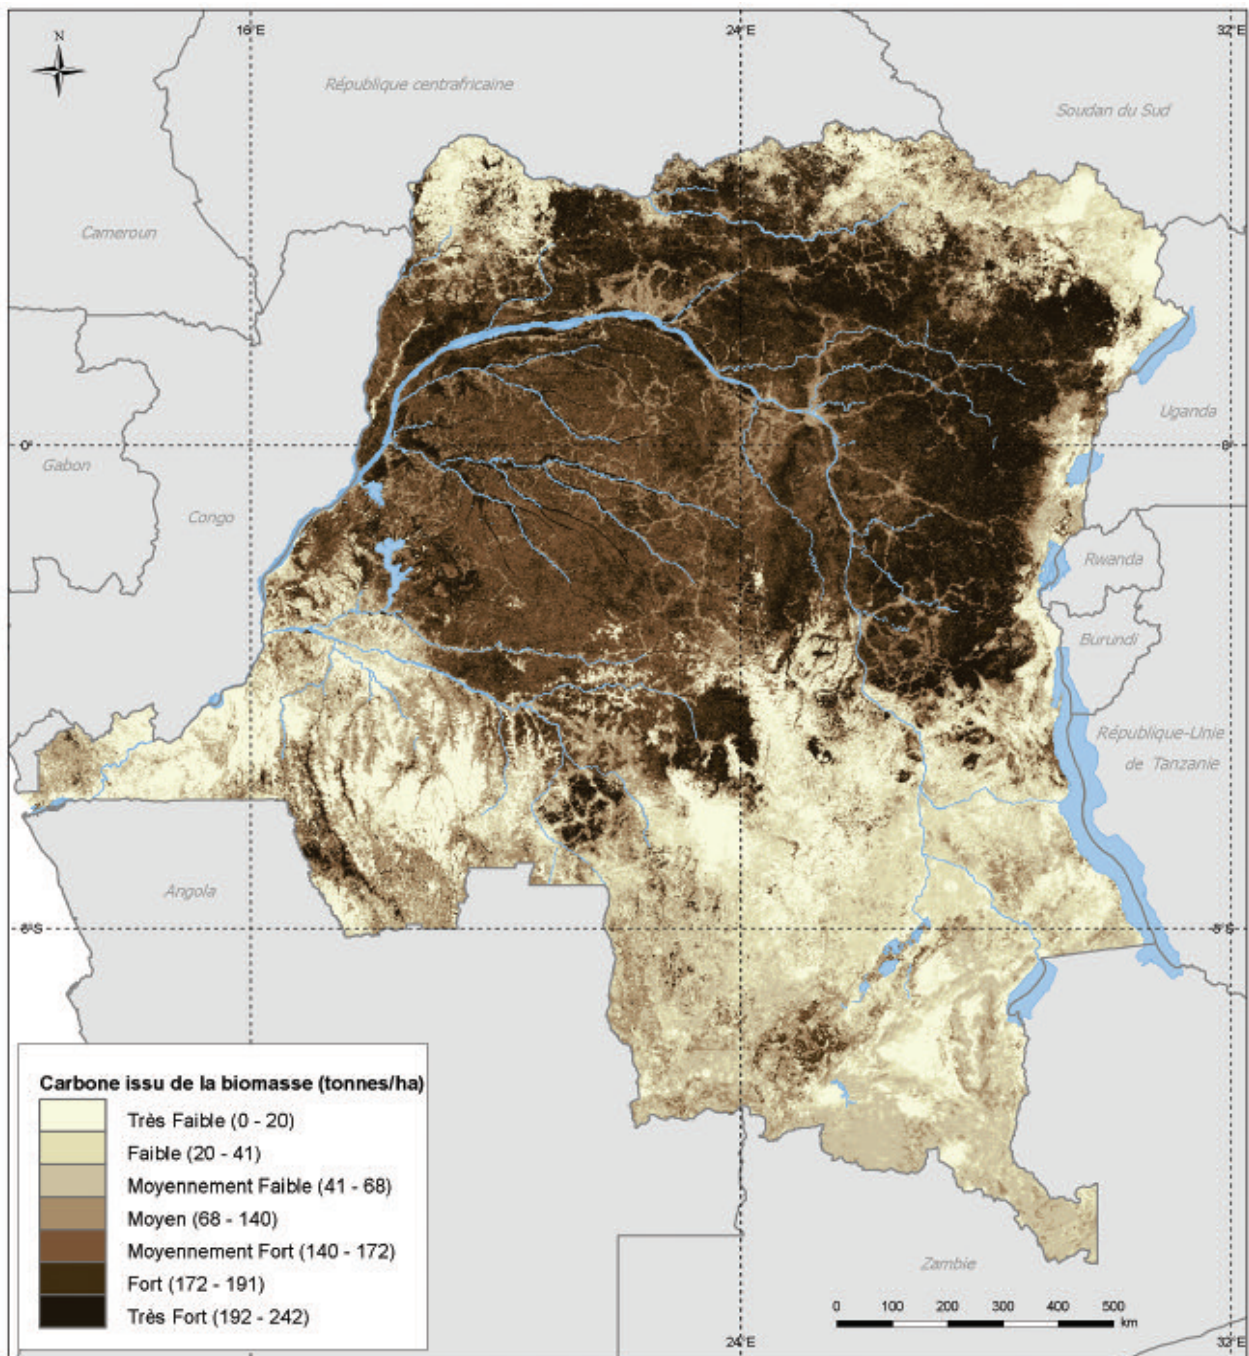 16°E
24°E
32°E
N
République centrafricaine
Soudan du Sud
Cameroun
Uganda
0°
0°
Gabon
Congo
Rwanda
Burundi
République-Unie
de Tanzanie
Angola
8°S
8°S
Carbone issu de la biomasse (tonnes/ha)
Très Faible (0 - 20)
Faible (20 - 41)
Moyennement Faible (41 - 68)
Moyen (68 - 140)
Moyennement Fort (140 - 172)
Fort (172 - 191)
Très Fort (192 - 242)
Zambie
0 100 200 300 400 500
km
24°E
32°E